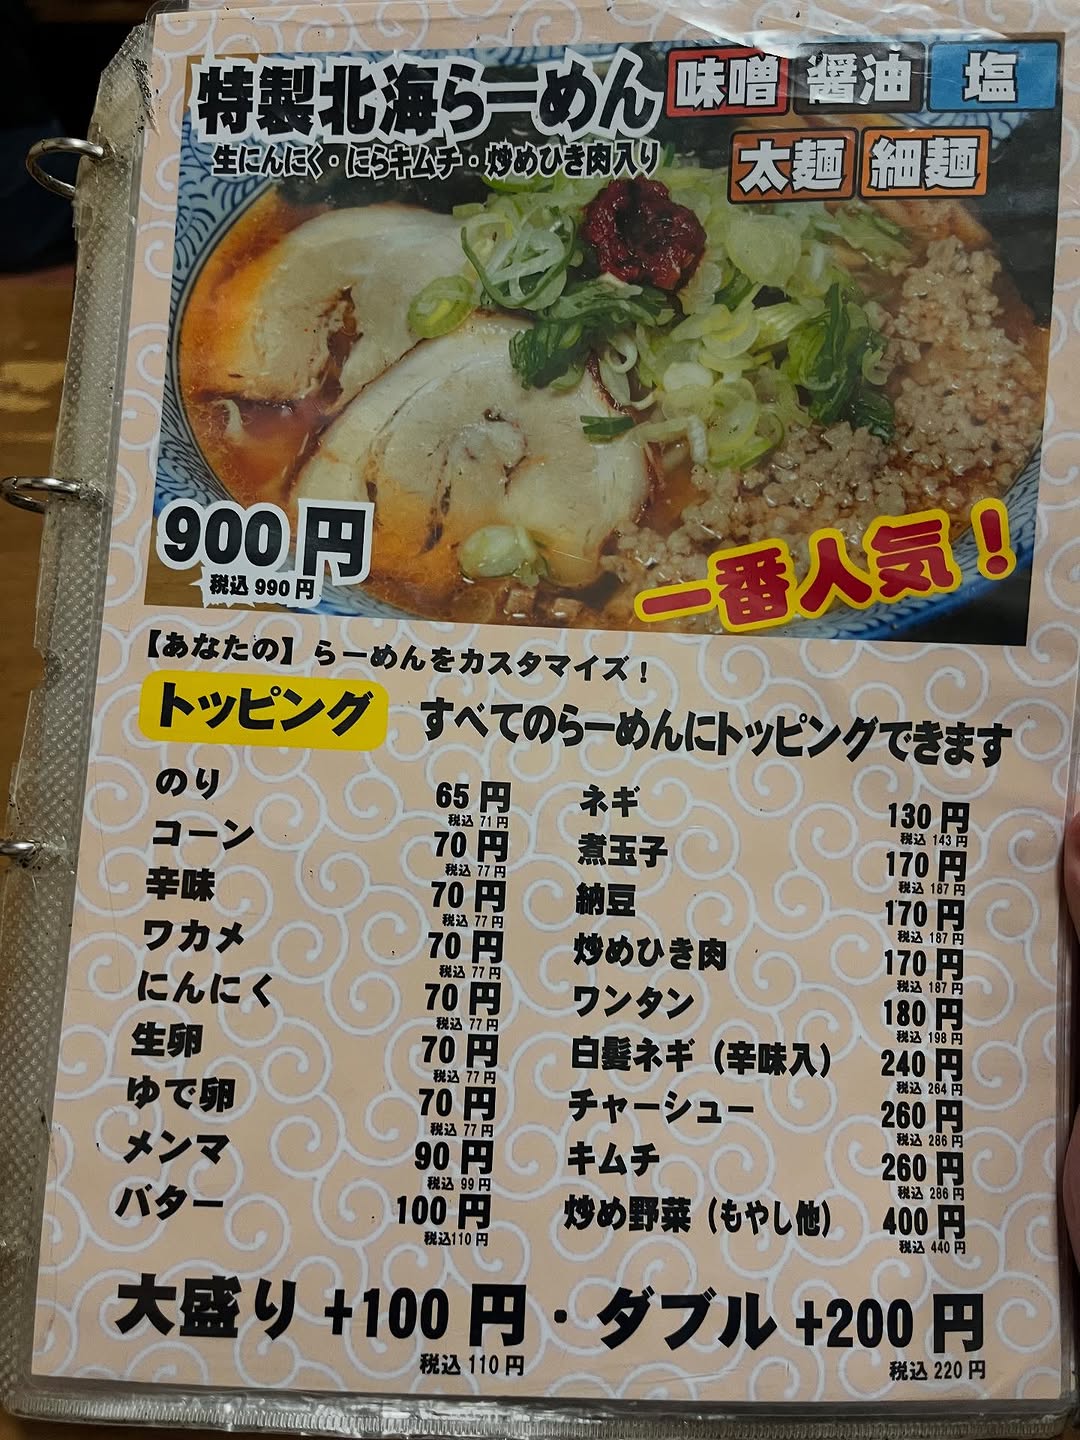 特製北海らーめん
生にんにく・にらキムチ・炒めひき肉入り
味噌 醤油 塩
太麺 細麺
900円
税込 990円
一番人気！
【あなたの】らーめんをカスタマイズ！
トッピング すべてのらーめんにトッピングできます
のり 65円
税込 71円
コーン 70円
税込 77円
辛味 70円
税込 77円
ワカメ 70円
税込 77円
にんにく 70円
税込 77円
生卵 70円
税込 77円
ゆで卵 70円
税込 77円
メンマ 90円
税込 99円
バター 100円
税込110円
ネギ 130円
税込 143円
煮玉子 170円
税込 187円
納豆 170円
税込 187円
炒めひき肉 170円
税込 187円
ワンタン 180円
税込 198円
白髪ネギ（辛味入） 240円
税込 264円
チャーシュー 260円
税込 286円
キムチ 260円
税込 286円
炒め野菜（もやし他） 400円
税込 440円
大盛り +100円・ダブル +200円
税込 110円 税込 220円